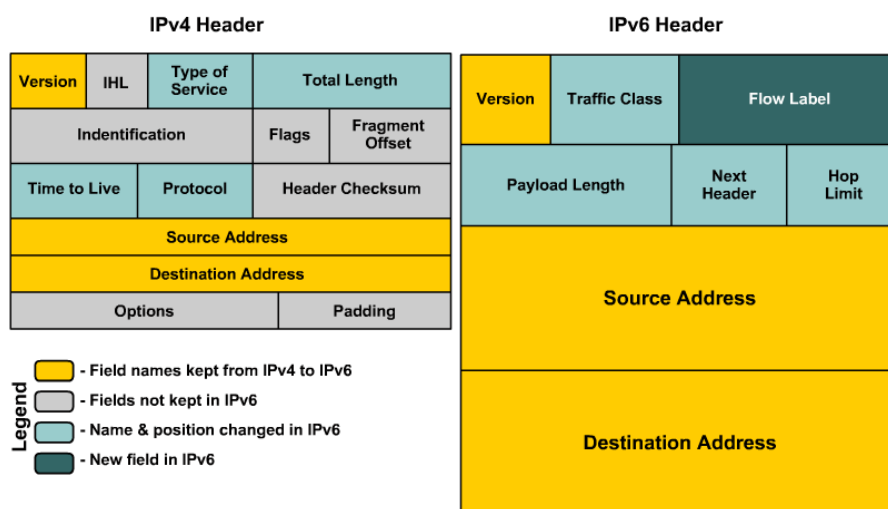 IPv4 Header
IPv6 Header
Version
IHL
Type of
Service
Total Length
Indentification
Flags
Fragment
Offset
Time to Live
Protocol
Header Checksum
Source Address
Destination Address
Options
Padding
Version
Traffic Class
Flow Label
Payload Length
Next
Header
Hop
Limit
Source Address
Destination Address
Legend
- Field names kept from IPv4 to IPv6
- Fields not kept in IPv6
- Name & position changed in IPv6
- New field in IPv6